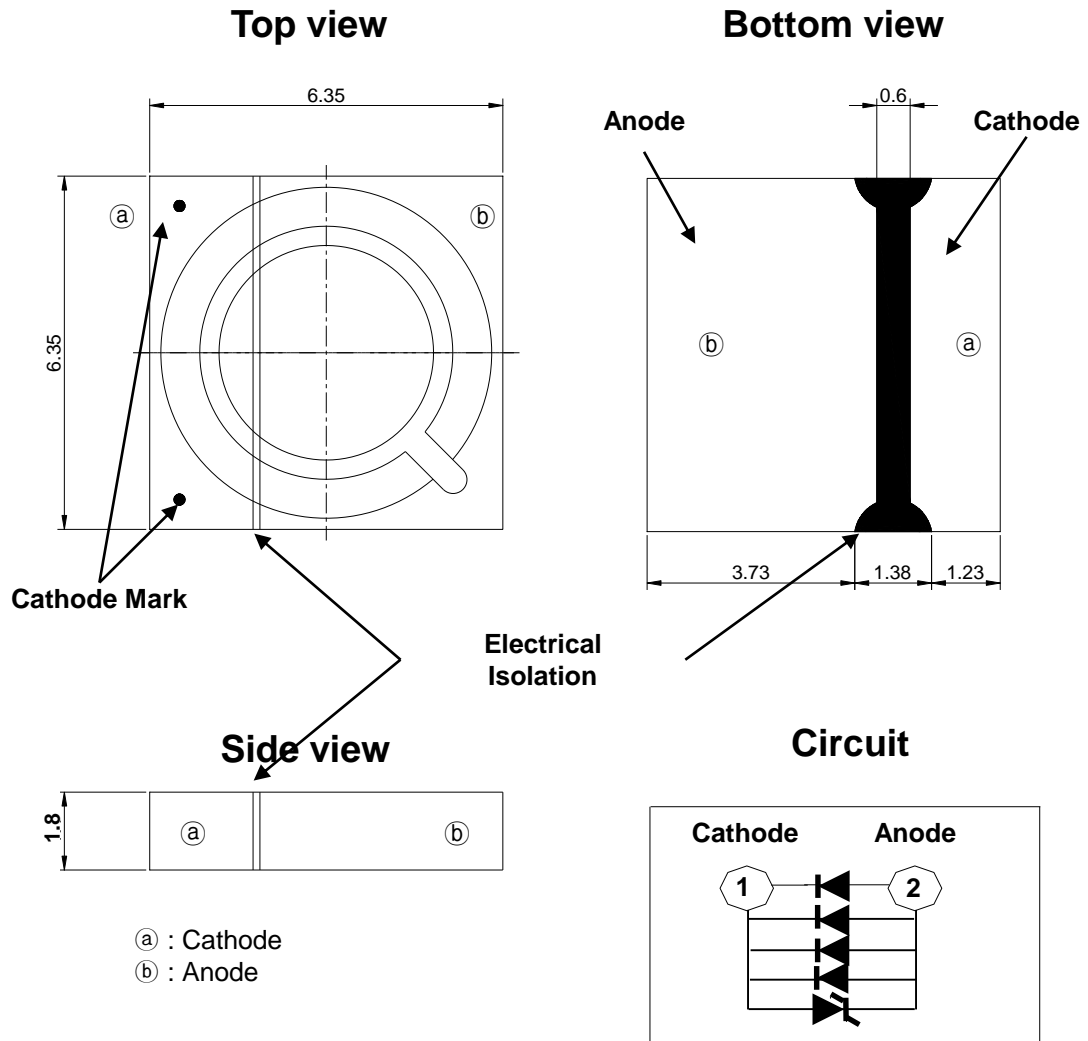 Top view
Bottom view
6.35
0.6
Anode
Cathode
ⓐ
ⓑ
6.35
ⓑ
ⓐ
3.73
1.38
1.23
Cathode Mark
Electrical
Isolation
Side view
Circuit
1.8
ⓐ
ⓑ
Cathode
Anode
1
2
ⓐ : Cathode
ⓑ : Anode